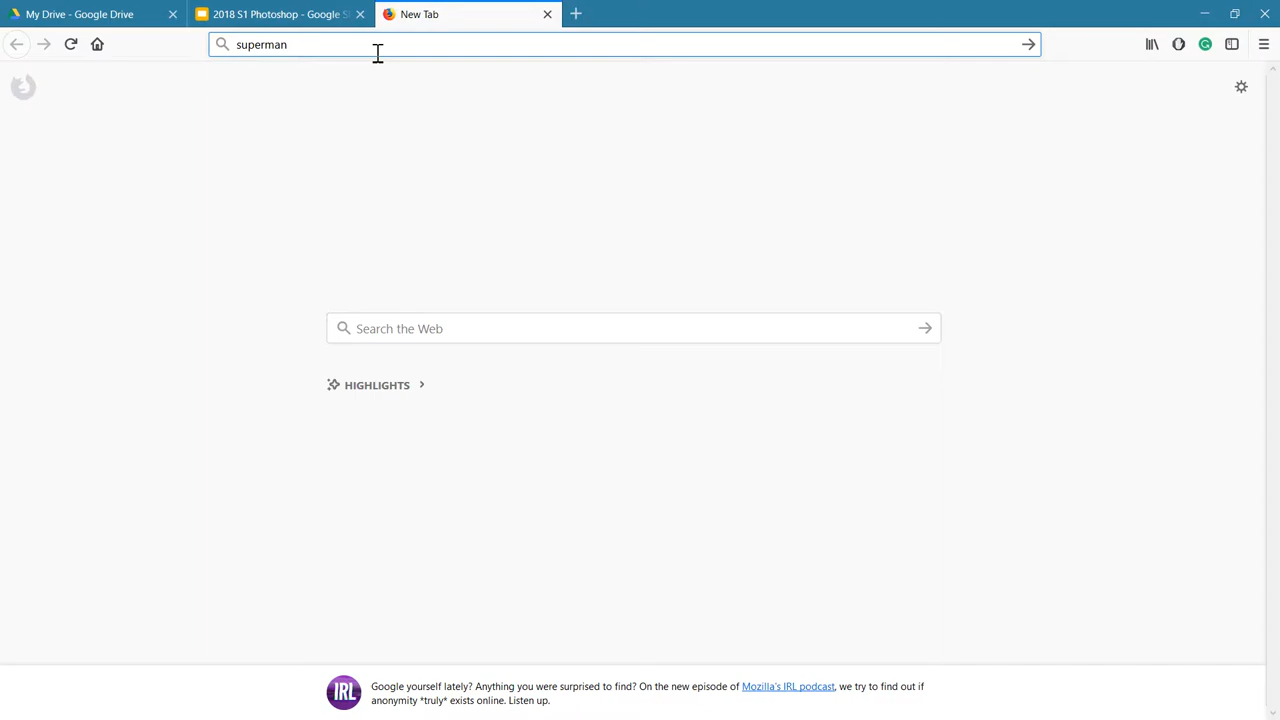 My Drive - Google Drive
2018 S1 Photoshop - Google S
New Tab
superman
Search the Web
HIGHLIGHTS
IRL
Google yourself lately? Anything you were surprised to find? On the new episode of Mozilla's IRL podcast, we try to find out if
anonymity *truly* exists online. Listen up.